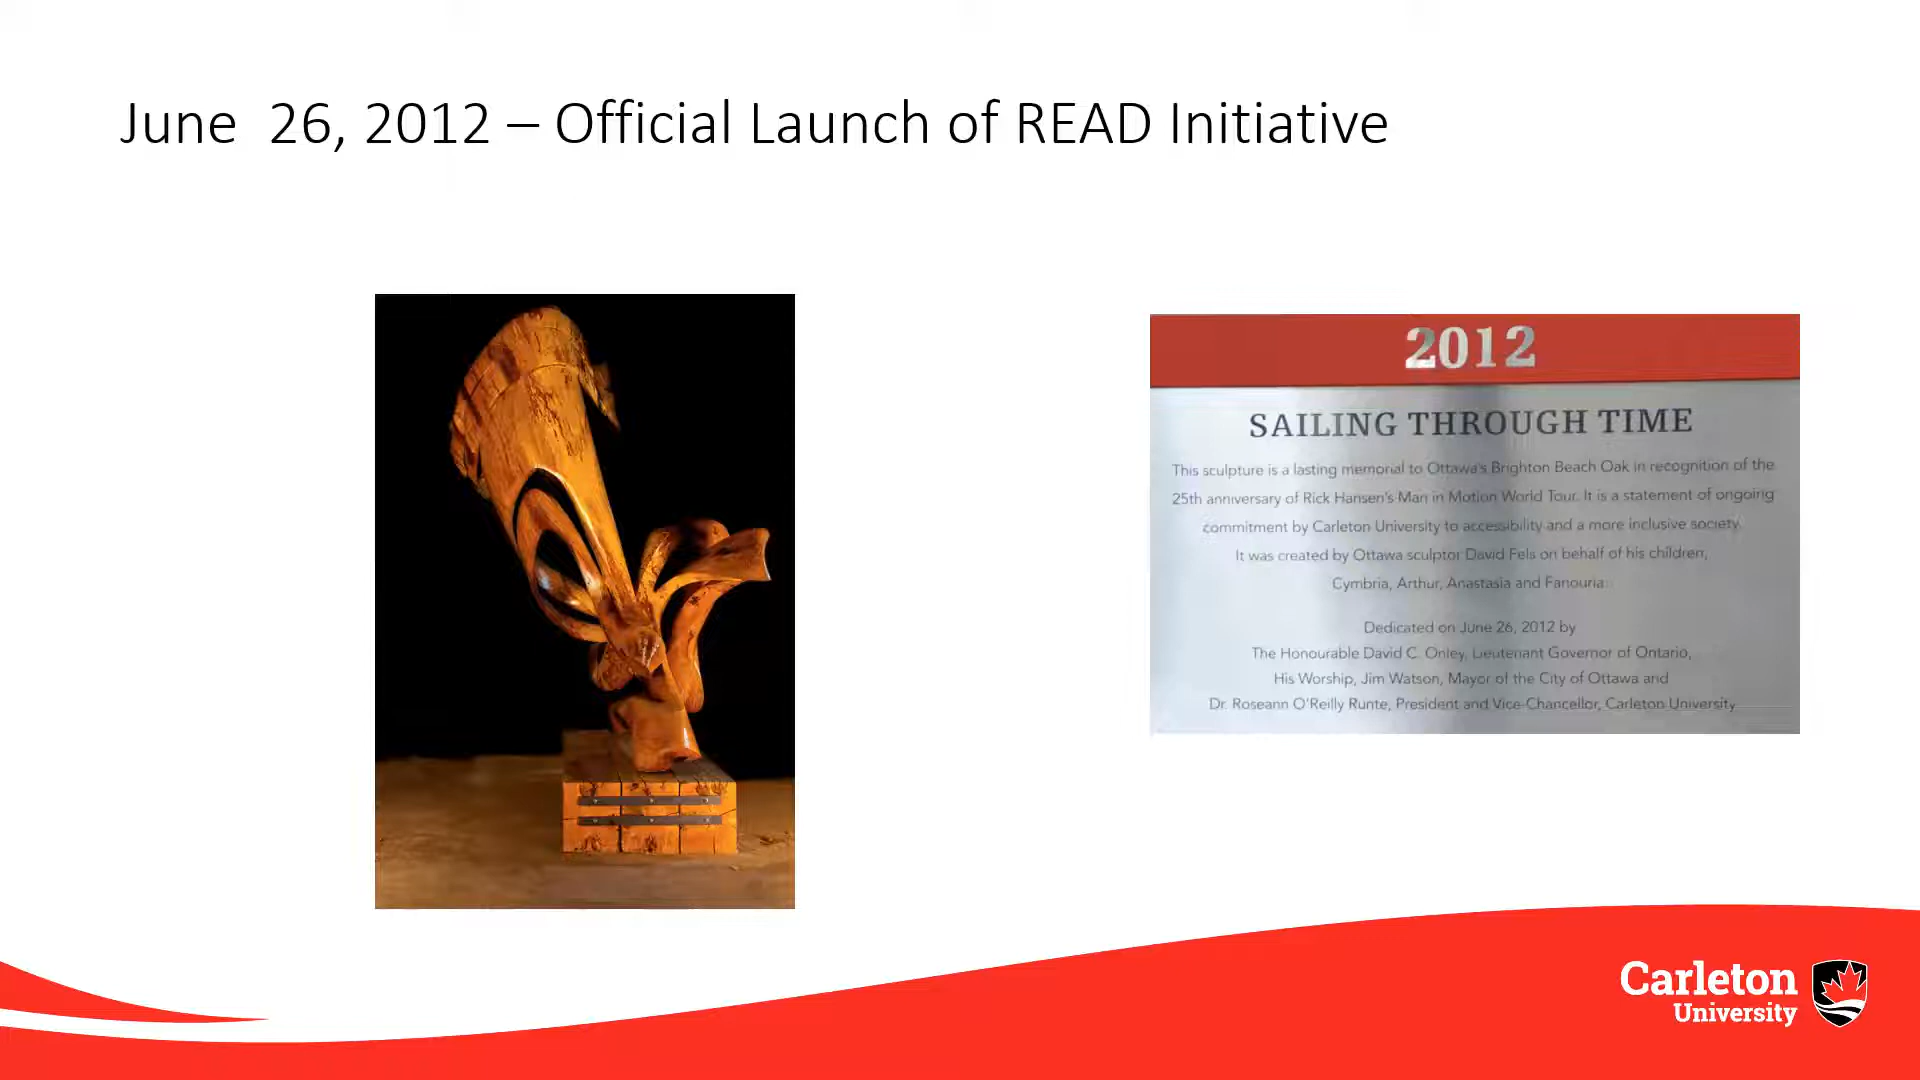 June 26, 2012 – Official Launch of READ Initiative
2012
SAILING THROUGH TIME
This sculpture is a lasting memorial to Ottawa's Brighton Beach Oak in recognition of the
25th anniversary of Rick Hansen's Man in Motion World Tour. It is a statement of ongoing
commitment by Carleton University to accessibility and a more inclusive society.
It was created by Ottawa sculptor David Fels on behalf of his children,
Cymbria, Arthur, Anastasia and Fanouria.
Dedicated on June 26, 2012 by
The Honourable David C. Onley, Lieutenant Governor of Ontario,
His Worship, Jim Watson, Mayor of the City of Ottawa and
Dr. Roseann O'Reilly Runte, President and Vice-Chancellor, Carleton University
Carleton
University